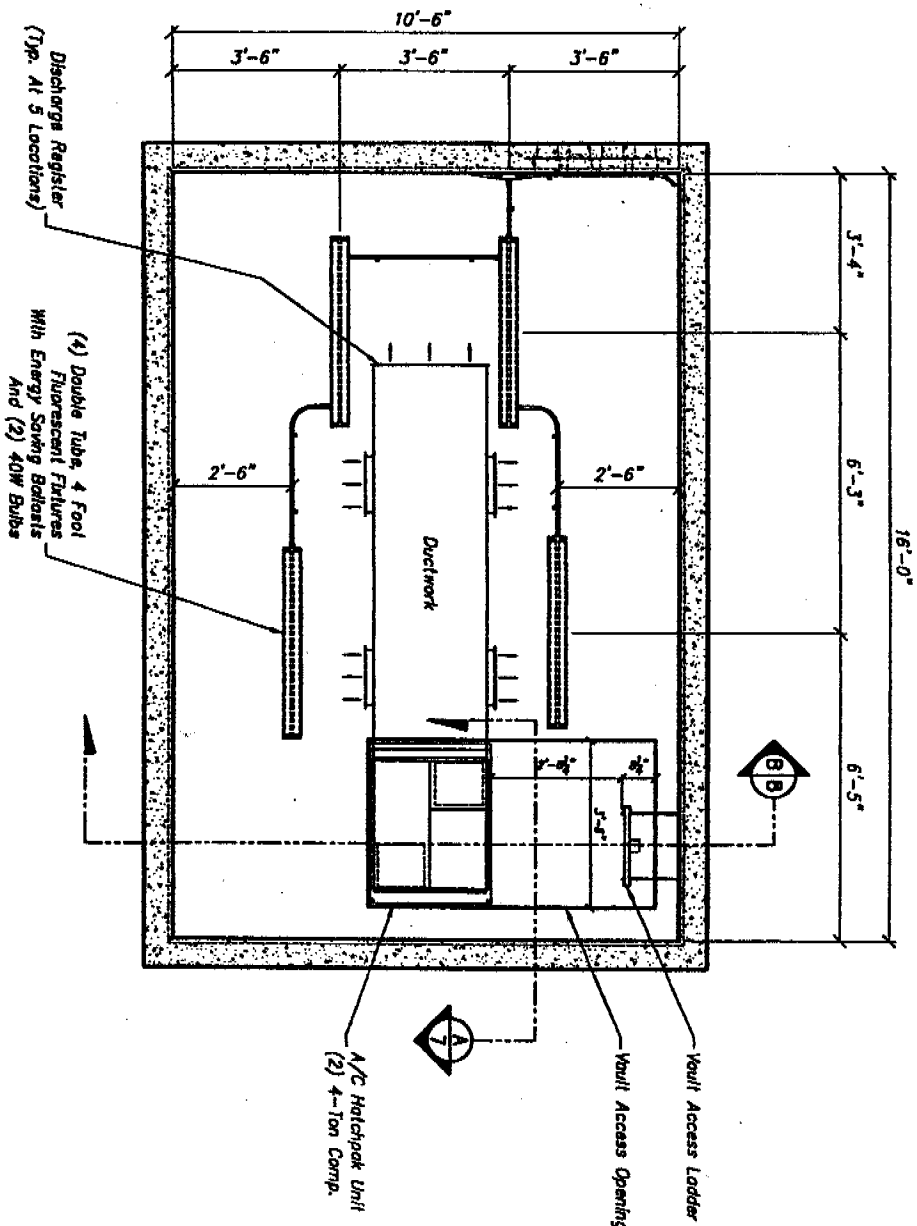 10'-6"
3'-6"
3'-6"
3'-6"
16'-0"
3'-4"
6'-3"
6'-5"
2'-6"
2'-6"
Ductwork
8¼"
Discharge Register
(Typ. At 5 Locations)
(4) Double Tube, 4 Foot
Fluorescent Fixtures
With Energy Saving Ballasts
And (2) 40W Bulbs
B
B
A
7
Vault Access Ladder
Vault Access Opening
A/C Hatchpak Unit
(2) 4-Ton Comp.